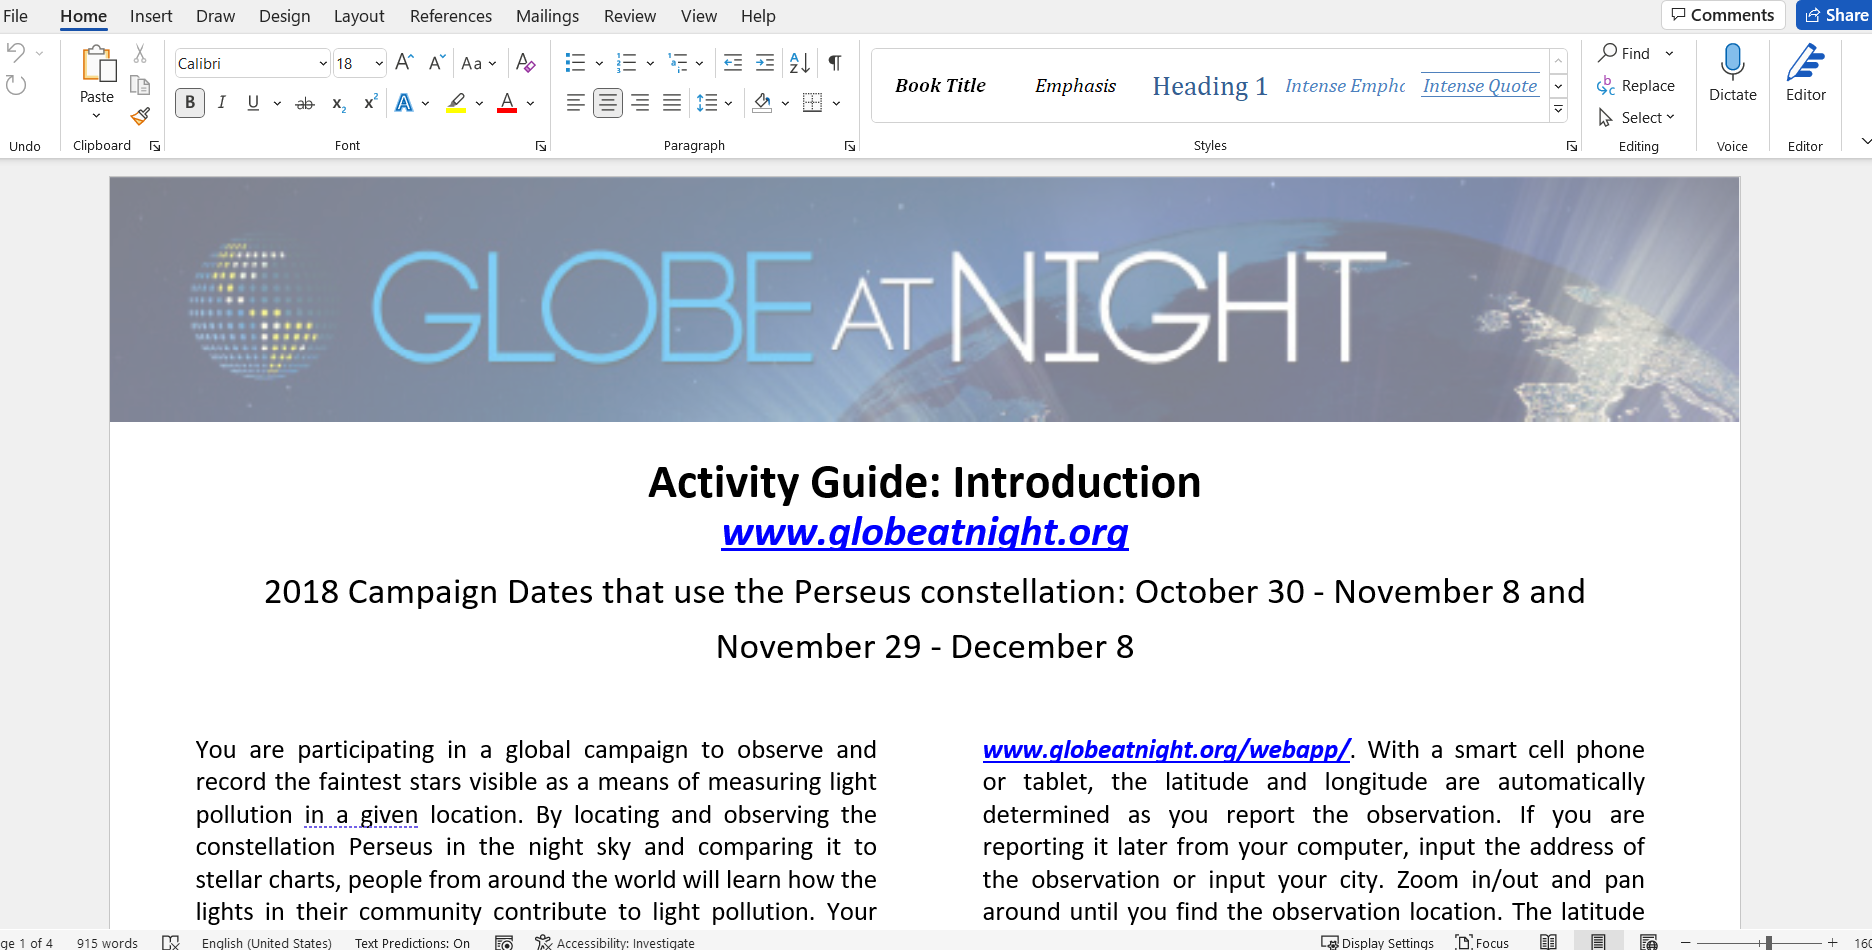 File Home Insert Draw Design Layout References Mailings Review View Help Comments Share
Calibri 18 Aa
Paste
B I U ab x₂ x² A A
Book Title Emphasis Heading 1 Intense Empha Intense Quote
Find
Replace
Select
Dictate Editor
Undo Clipboard Font Paragraph Styles Editing Voice Editor
GLOBE AT NIGHT
Activity Guide: Introduction
www.globeatnight.org
2018 Campaign Dates that use the Perseus constellation: October 30 - November 8 and
November 29 - December 8
You are participating in a global campaign to observe and
record the faintest stars visible as a means of measuring light
pollution in a given location. By locating and observing the
constellation Perseus in the night sky and comparing it to
stellar charts, people from around the world will learn how the
lights in their community contribute to light pollution. Your
www.globeatnight.org/webapp/. With a smart cell phone
or tablet, the latitude and longitude are automatically
determined as you report the observation. If you are
reporting it later from your computer, input the address of
the observation or input your city. Zoom in/out and pan
around until you find the observation location. The latitude
ge 1 of 4 915 words English (United States) Text Predictions: On Accessibility: Investigate Display Settings Focus 160